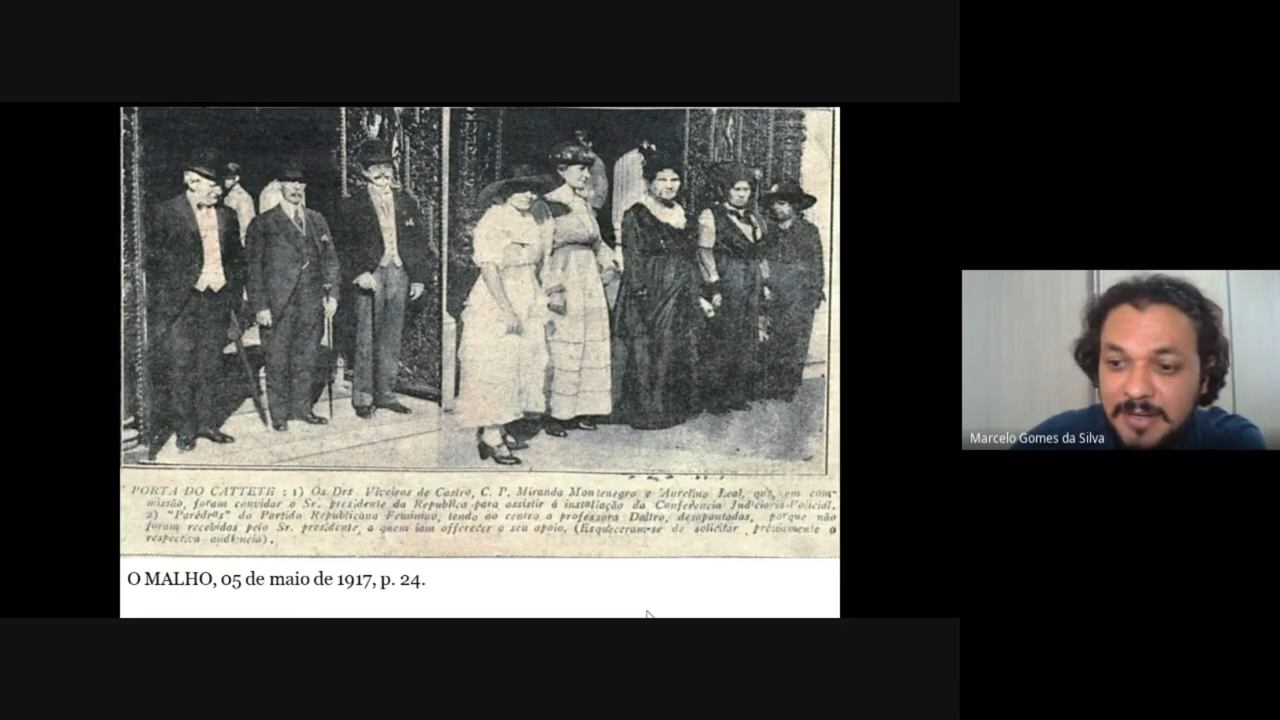 PORTA DO CATTETE : 1) Os Drs Viveiros de Castro, C. P. Miranda Montenegro e Aurelino Leal, que, em com-
missão, foram convidar o Sr. presidente da Republica para assistir á installação da Conferencia Judiciaria-Policial.
2) "Parédros" do Partido Republicano Feminino, tendo ao centro a professora Daltro, desapontadas, porque não
foram recebidas pelo Sr. presidente, a quem iam offerecer o seu apoio. (Esqueceram-se de solicitar préviamente a
respectiva audiencia).
O MALHO, 05 de maio de 1917, p. 24.
Marcelo Gomes da Silva